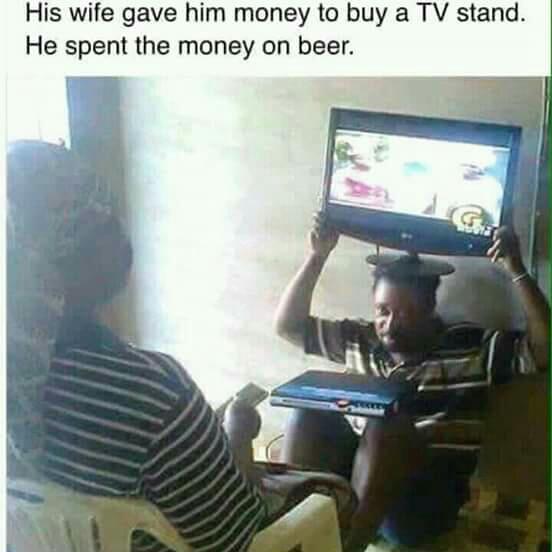 His wife gave him money to buy a TV stand.
He spent the money on beer.